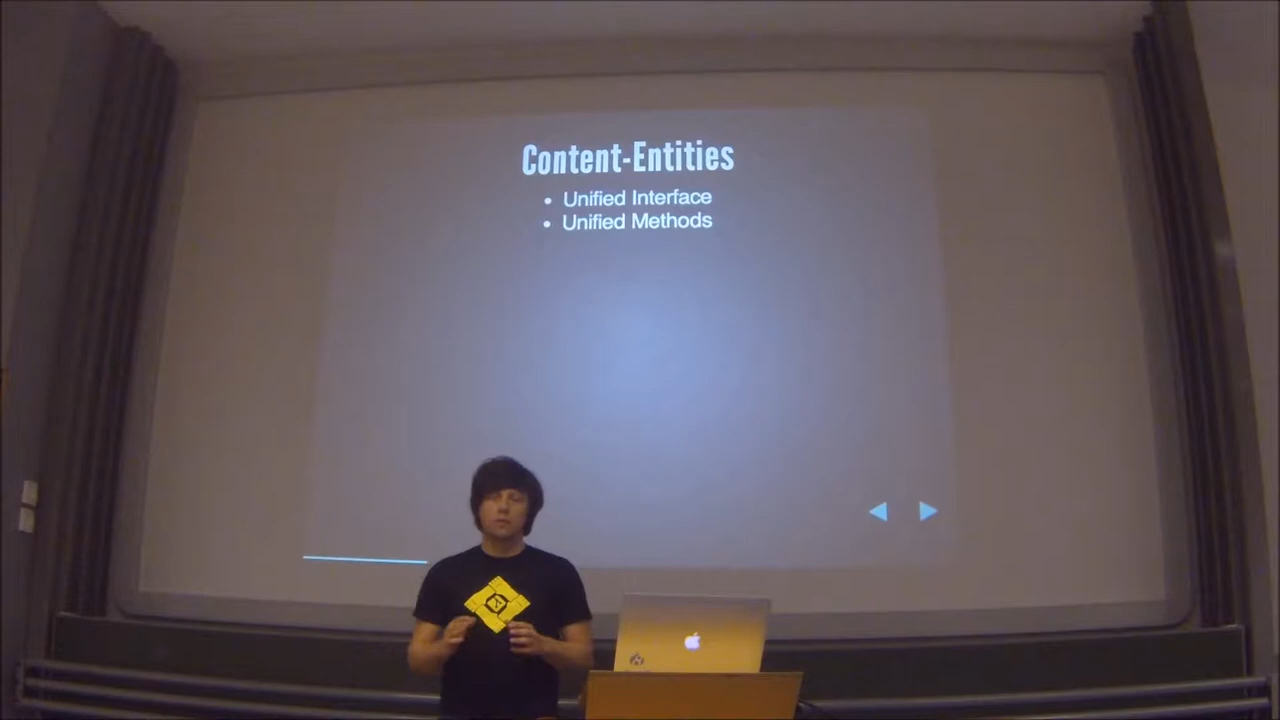 Content-Entities
• Unified Interface
• Unified Methods